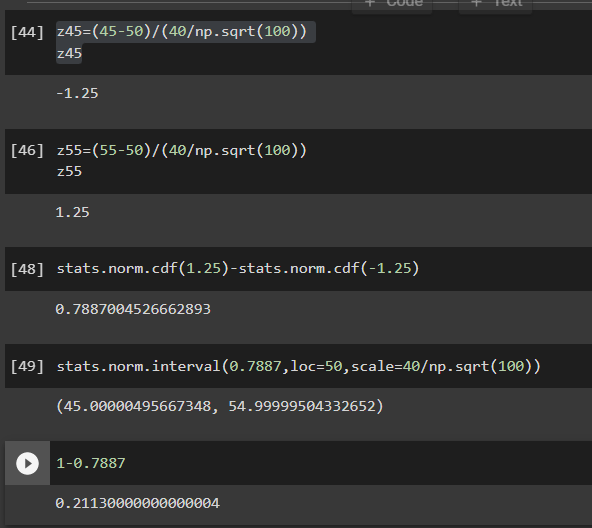 + Code + Text
[44] z45=(45-50)/(40/np.sqrt(100))
z45
-1.25
[46] z55=(55-50)/(40/np.sqrt(100))
z55
1.25
[48] stats.norm.cdf(1.25)-stats.norm.cdf(-1.25)
0.7887004526662893
[49] stats.norm.interval(0.7887,loc=50,scale=40/np.sqrt(100))
(45.00000495667348, 54.99999504332652)
1-0.7887
0.21130000000000004